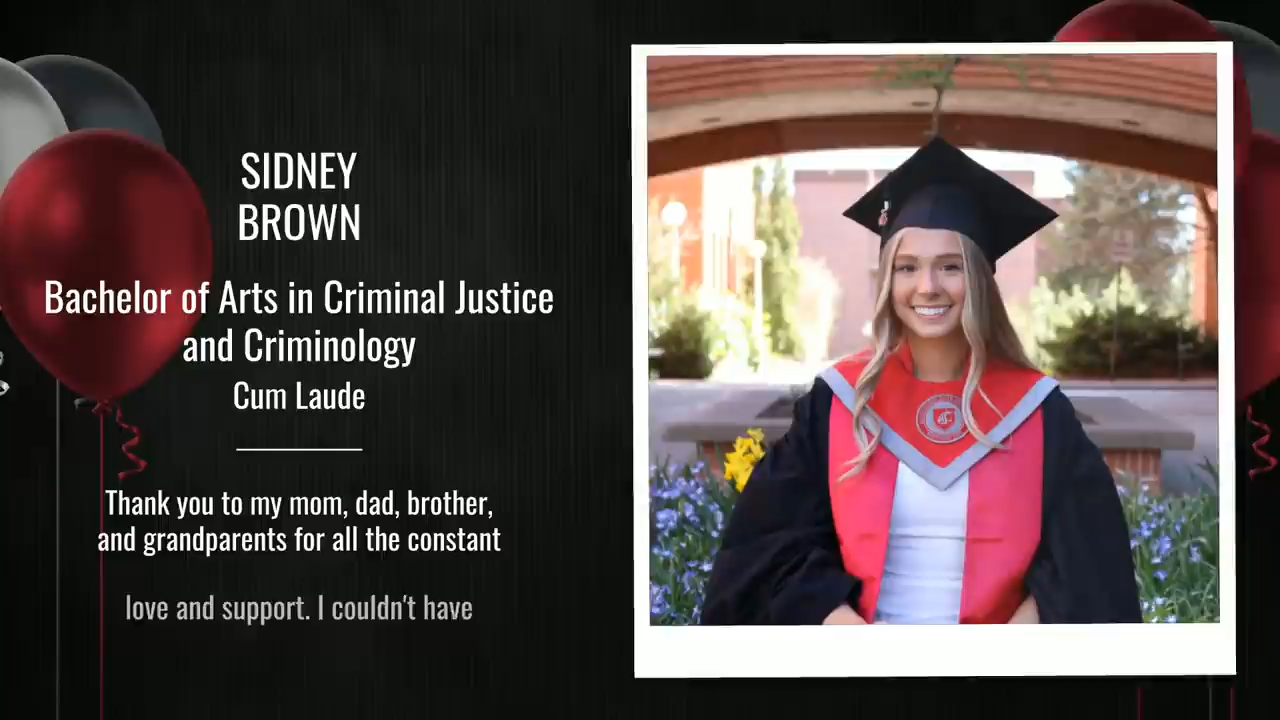 SIDNEY
BROWN
Bachelor of Arts in Criminal Justice
and Criminology
Cum Laude
Thank you to my mom, dad, brother,
and grandparents for all the constant
love and support. I couldn't have